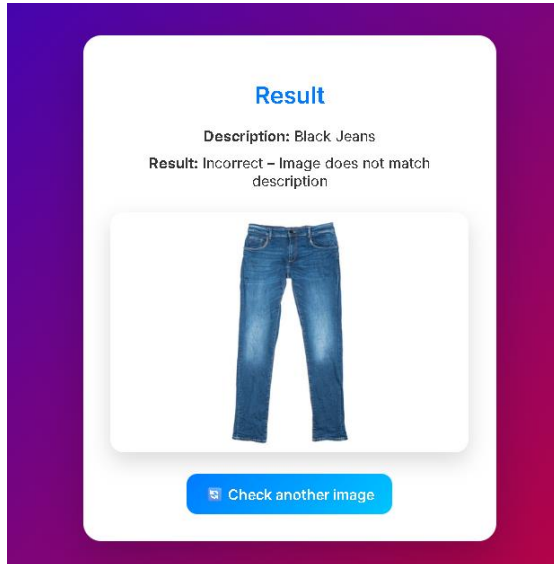 Result
Description: Black Jeans
Result: Incorrect – Image does not match
description
Check another image